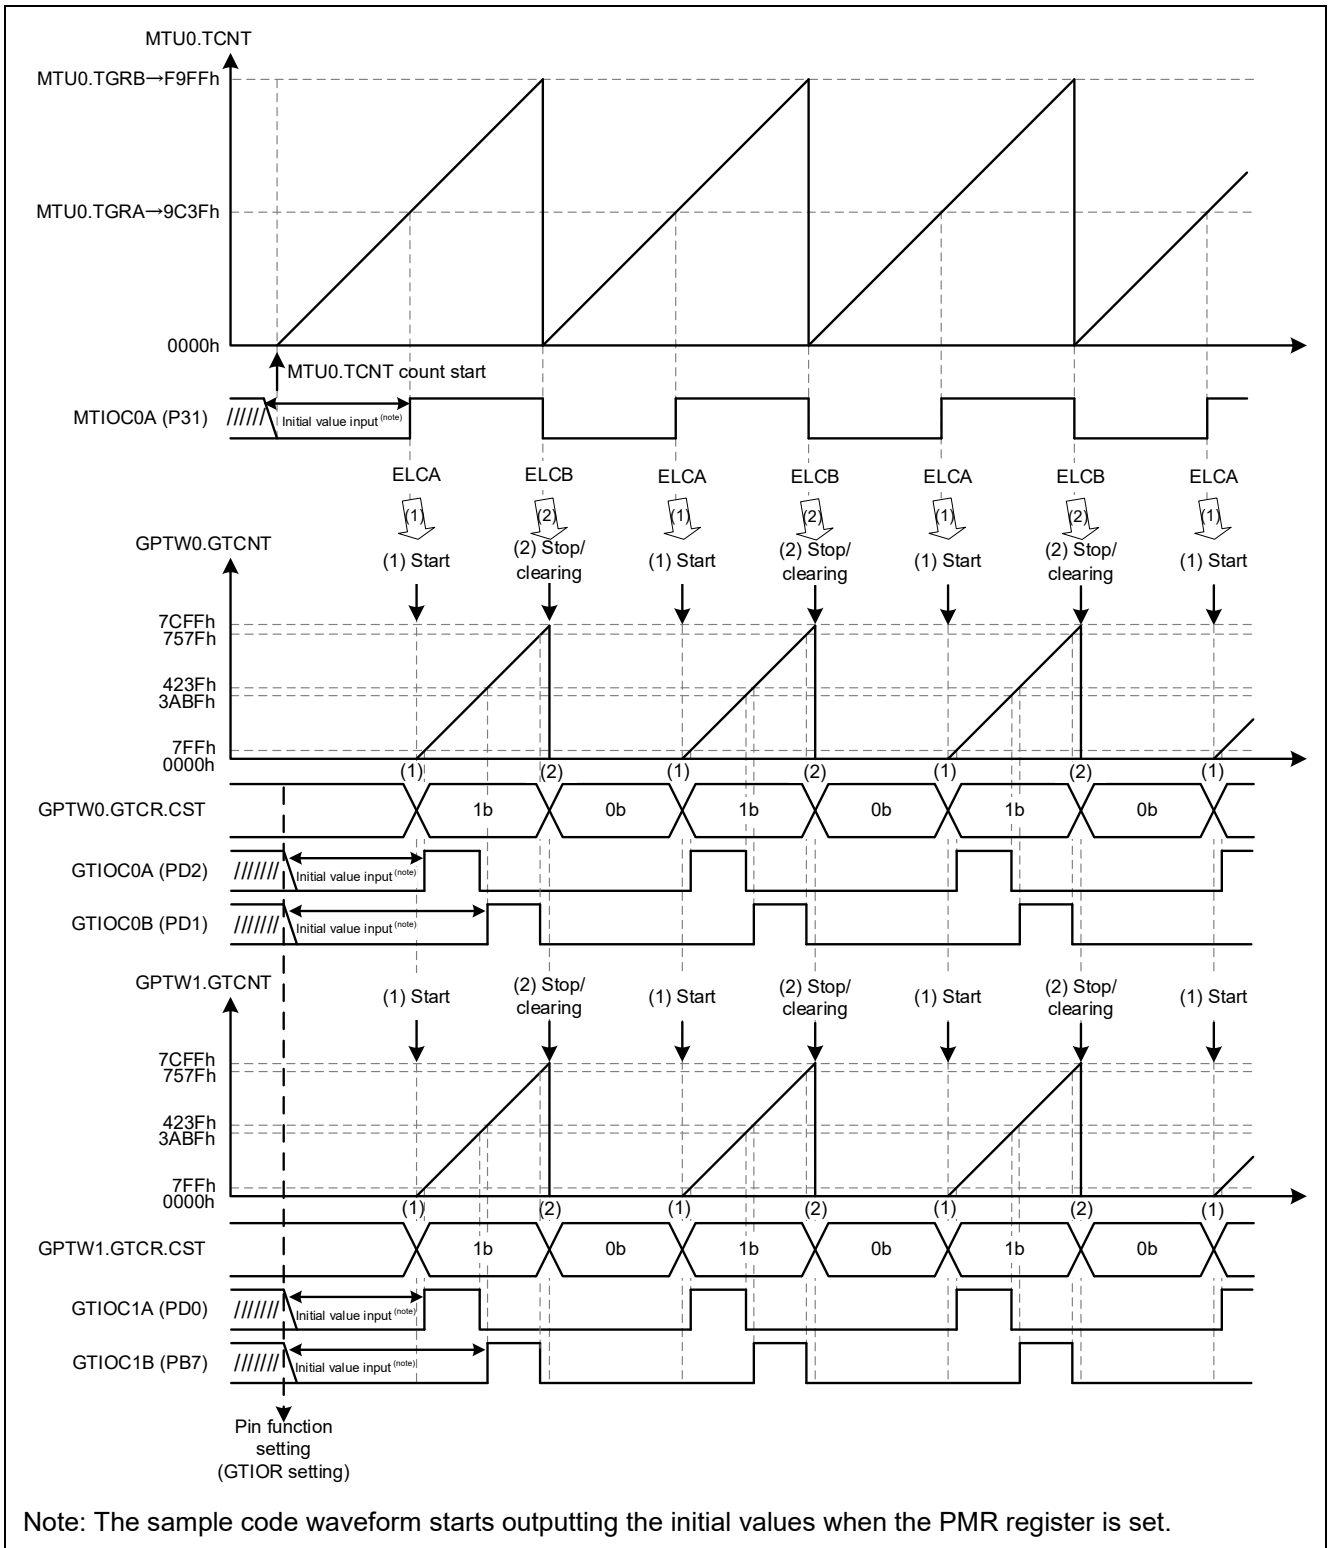 MTU0.TCNT
MTU0.TGRB→F9FFh
MTU0.TGRA→9C3Fh
0000h
MTU0.TCNT count start
MTIOC0A (P31)
////// Initial value input (note)
ELCA ELCB ELCA ELCB ELCA ELCB ELCA
(1) (2) (1) (2) (1) (2) (1)
GPTW0.GTCNT
(1) Start
(2) Stop/
clearing
(1) Start
(2) Stop/
clearing
(1) Start
(2) Stop/
clearing
(1) Start
7CFFh
757Fh
423Fh
3ABFh
7FFh
0000h
(1) (2) (1) (2) (1) (2) (1)
GPTW0.GTCR.CST
1b 0b 1b 0b 1b 0b
GTIOC0A (PD2)
/////// Initial value input (note)
GTIOC0B (PD1)
/////// Initial value input (note)
GPTW1.GTCNT
(1) Start
(2) Stop/
clearing
(1) Start
(2) Stop/
clearing
(1) Start
(2) Stop/
clearing
(1) Start
7CFFh
757Fh
423Fh
3ABFh
7FFh
0000h
(1) (2) (1) (2) (1) (2) (1)
GPTW1.GTCR.CST
1b 0b 1b 0b 1b 0b
GTIOC1A (PD0)
/////// Initial value input (note)
GTIOC1B (PB7)
/////// Initial value input (note)
Pin function
setting
(GTIOR setting)
Note: The sample code waveform starts outputting the initial values when the PMR register is set.